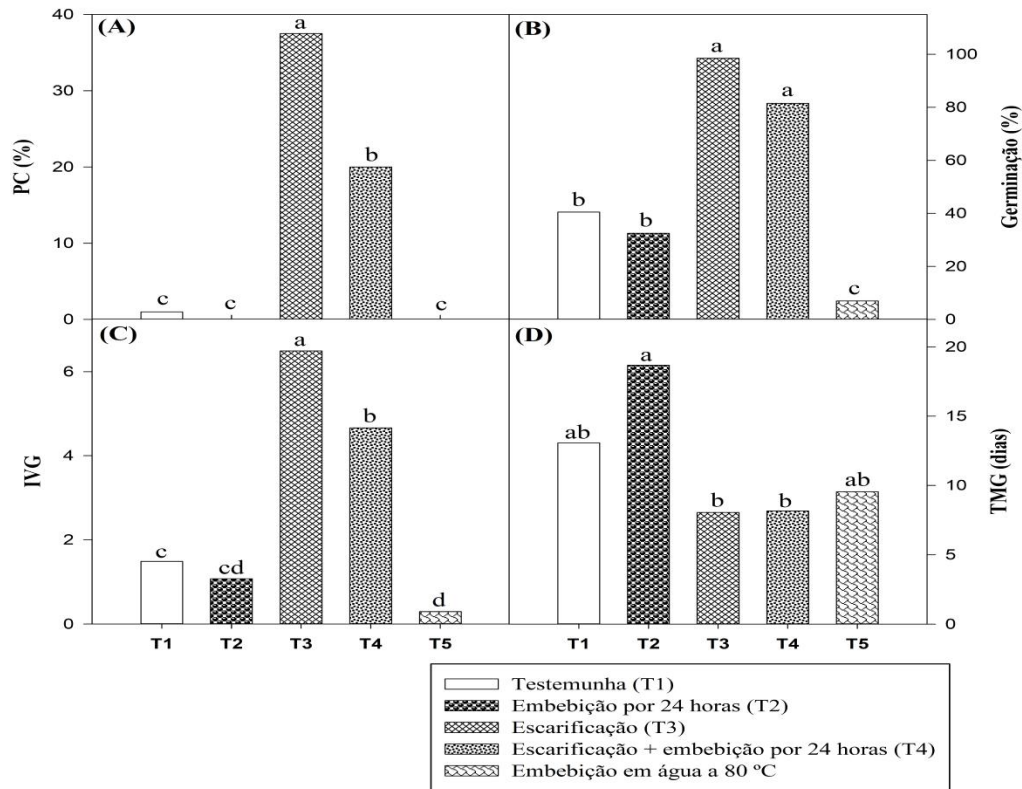 (A)
PC (%)
40
30
20
10
0
c
c
a
b
c
(B)
Germinação (%)
100
80
60
40
20
0
b
b
a
a
c
(C)
IVG
6
4
2
0
c
cd
a
b
d
T1 T2 T3 T4 T5
(D)
TMG (dias)
20
15
10
5
0
ab
a
b
b
ab
T1 T2 T3 T4 T5
Testemunha (T1)
Embebição por 24 horas (T2)
Escarificação (T3)
Escarificação + embebição por 24 horas (T4)
Embebição em água a 80 ºC